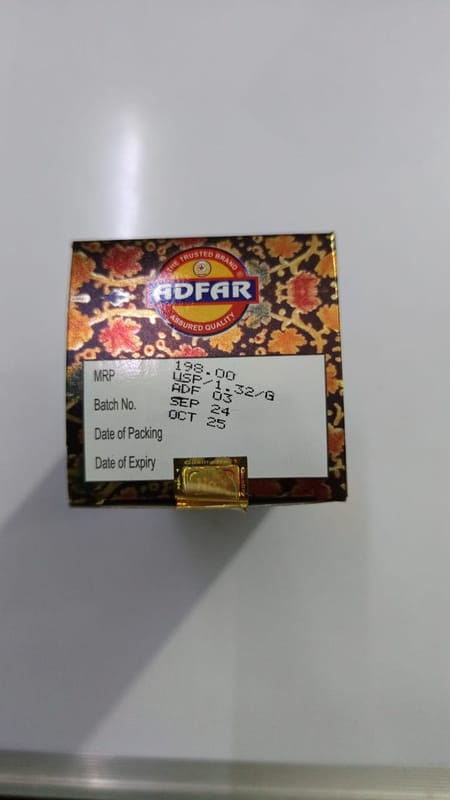 THE TRUSTED BRAND
ADFAR
ASSURED QUALITY
MRP
198.00
USP/1.32/G
Batch No.
ADF 03
Date of Packing
SEP 24
Date of Expiry
OCT 25